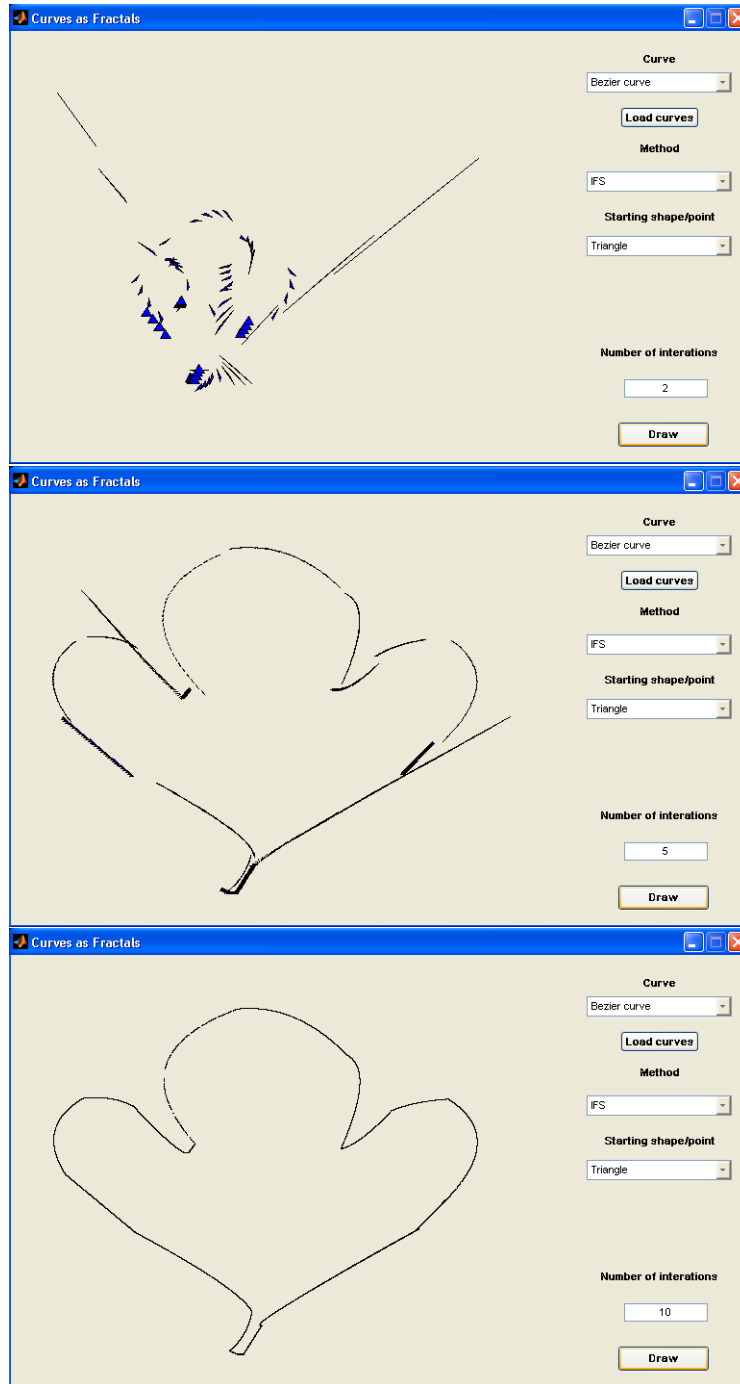 Curves as Fractals
Curve
Bezier curve
Load curves
Method
IFS
Starting shape/point
Triangle
Number of interations
2
Draw
Curves as Fractals
Curve
Bezier curve
Load curves
Method
IFS
Starting shape/point
Triangle
Number of interations
5
Draw
Curves as Fractals
Curve
Bezier curve
Load curves
Method
IFS
Starting shape/point
Triangle
Number of interations
10
Draw